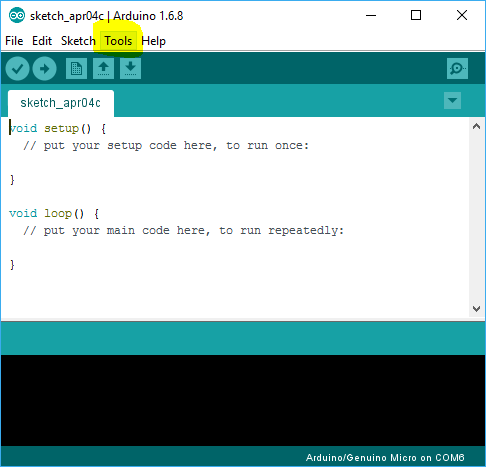 sketch_apr04c | Arduino 1.6.8
File Edit Sketch Tools Help
sketch_apr04c
void setup() {
  // put your setup code here, to run once:
}
void loop() {
  // put your main code here, to run repeatedly:
}
Arduino/Genuino Micro on COM6